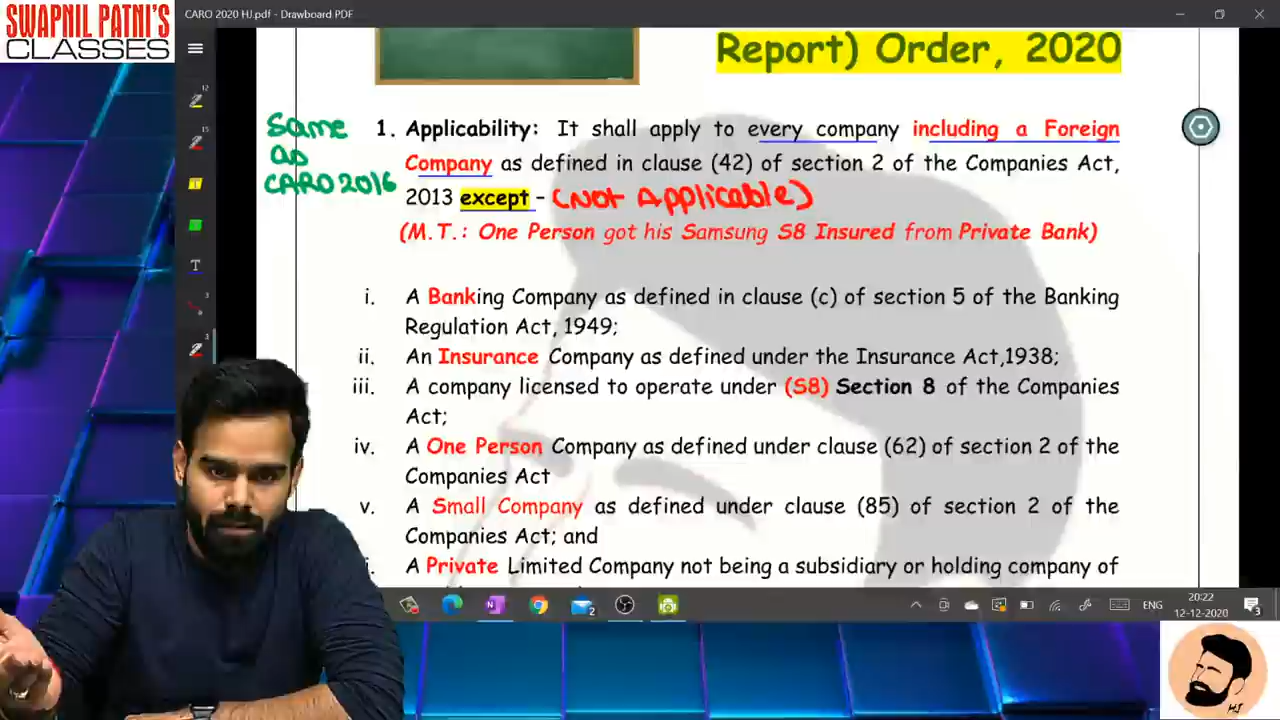 SWAPNIL PATNI'S
CLASSES
CARO 2020 HJ.pdf - Drawboard PDF
Report) Order, 2020
Same
as
CARO 2016
1. Applicability: It shall apply to every company including a Foreign
Company as defined in clause (42) of section 2 of the Companies Act,
2013 except - (Not Applicable)
(M.T.: One Person got his Samsung S8 Insured from Private Bank)
i. A Banking Company as defined in clause (c) of section 5 of the Banking
Regulation Act, 1949;
ii. An Insurance Company as defined under the Insurance Act,1938;
iii. A company licensed to operate under (S8) Section 8 of the Companies
Act;
iv. A One Person Company as defined under clause (62) of section 2 of the
Companies Act
v. A Small Company as defined under clause (85) of section 2 of the
Companies Act; and
A Private Limited Company not being a subsidiary or holding company of
12
15
T
3
3
2
ENG
20:22
12-12-2020
3
HJ